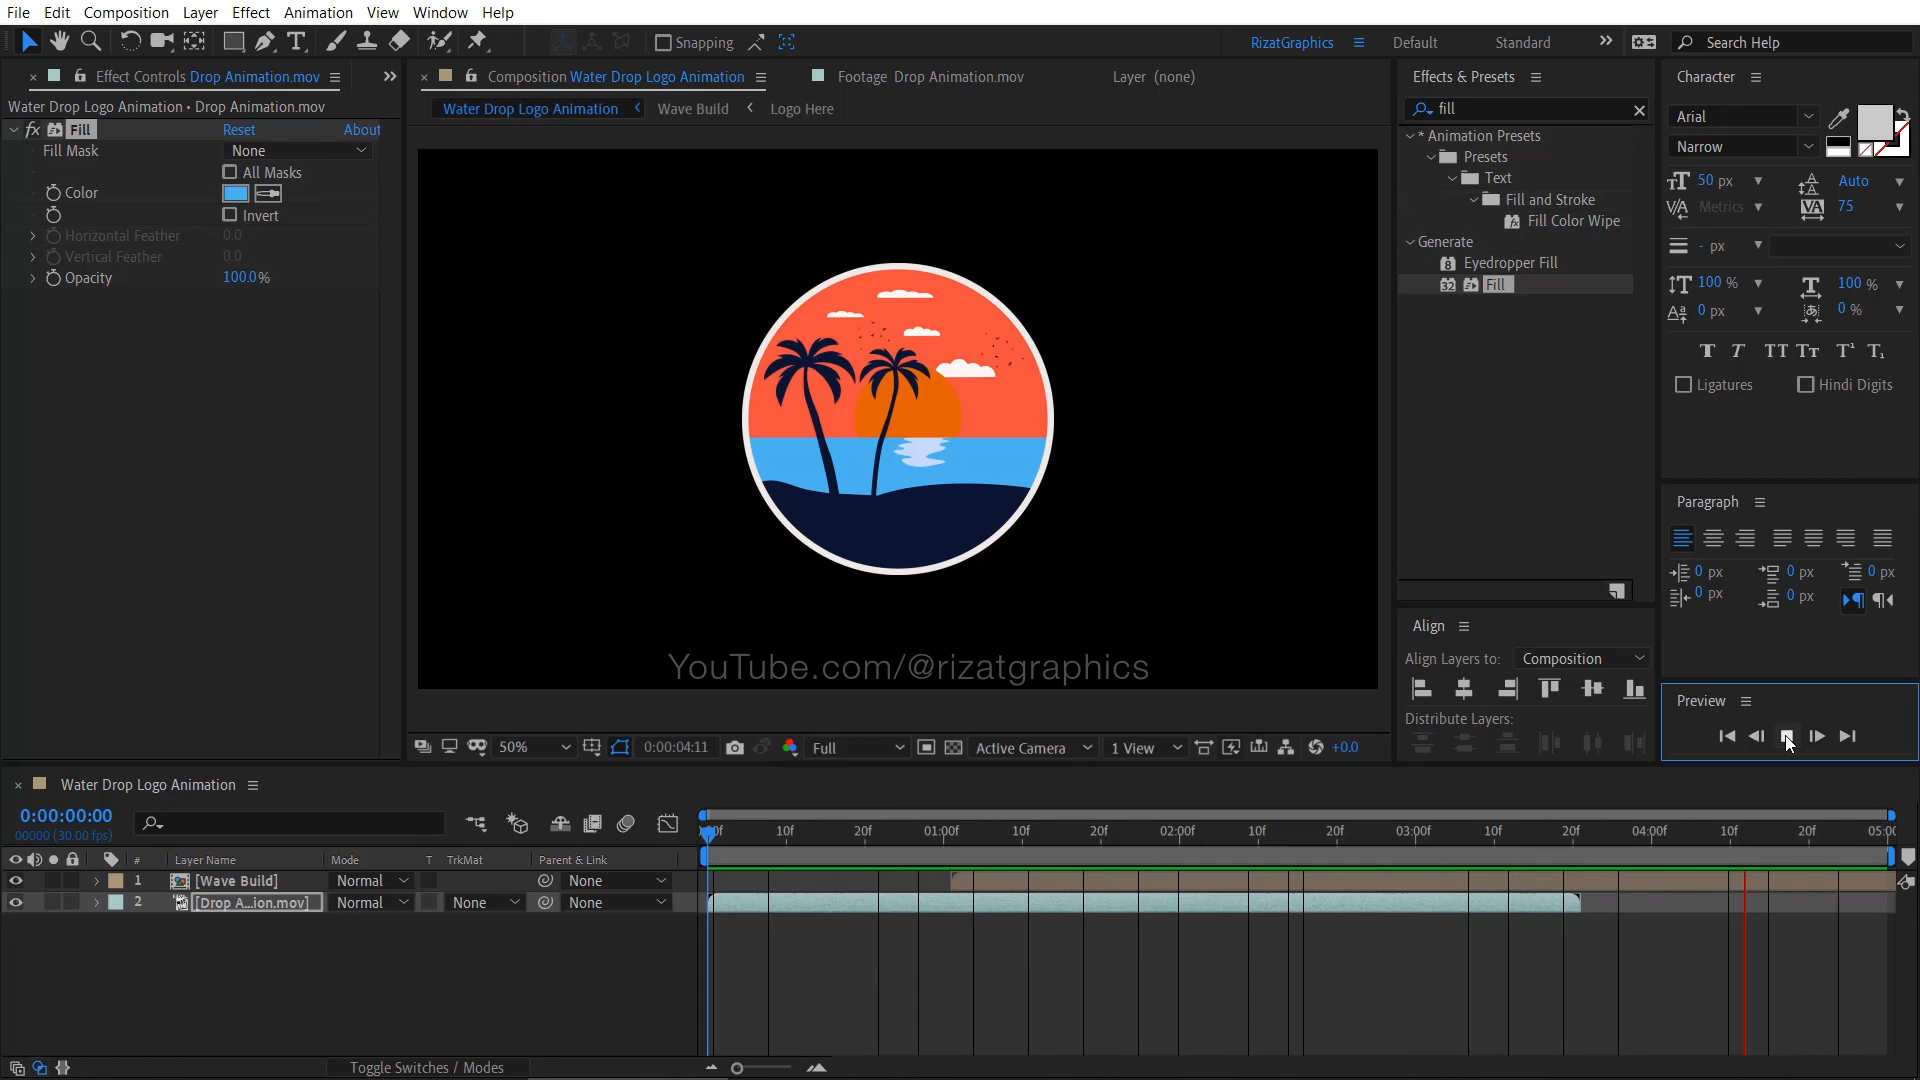 File Edit Composition Layer Effect Animation View Window Help
Snapping
RizatGraphics Default Standard Search Help
Effect Controls Drop Animation.mov
Water Drop Logo Animation • Drop Animation.mov
fx Fill Reset About
Fill Mask None
All Masks
Color
Invert
Horizontal Feather 0.0
Vertical Feather 0.0
Opacity 100.0%
Composition Water Drop Logo Animation Footage Drop Animation.mov Layer (none)
Water Drop Logo Animation Wave Build Logo Here
YouTube.com/@rizatgraphics
50% 0:00:04:11 Full Active Camera 1 View +0.0
Effects & Presets
fill
* Animation Presets
Presets
Text
Fill and Stroke
Fill Color Wipe
Generate
8 Eyedropper Fill
32 Fill
Align
Align Layers to: Composition
Distribute Layers:
Character
Arial
Narrow
50 px Auto
Metrics 75
- px
100 % 100 %
0 px 0 %
Ligatures Hindi Digits
Paragraph
0 px 0 px 0 px
0 px 0 px
Preview
Water Drop Logo Animation
0:00:00:00
00000 (30.00 fps)
10f 20f 01:00f 10f 20f 02:00f 10f 20f 03:00f 10f 20f 04:00f 10f 20f
# Layer Name Mode T TrkMat Parent & Link
1 [Wave Build] Normal None
2 [Drop A...ion.mov] Normal None None
Toggle Switches / Modes